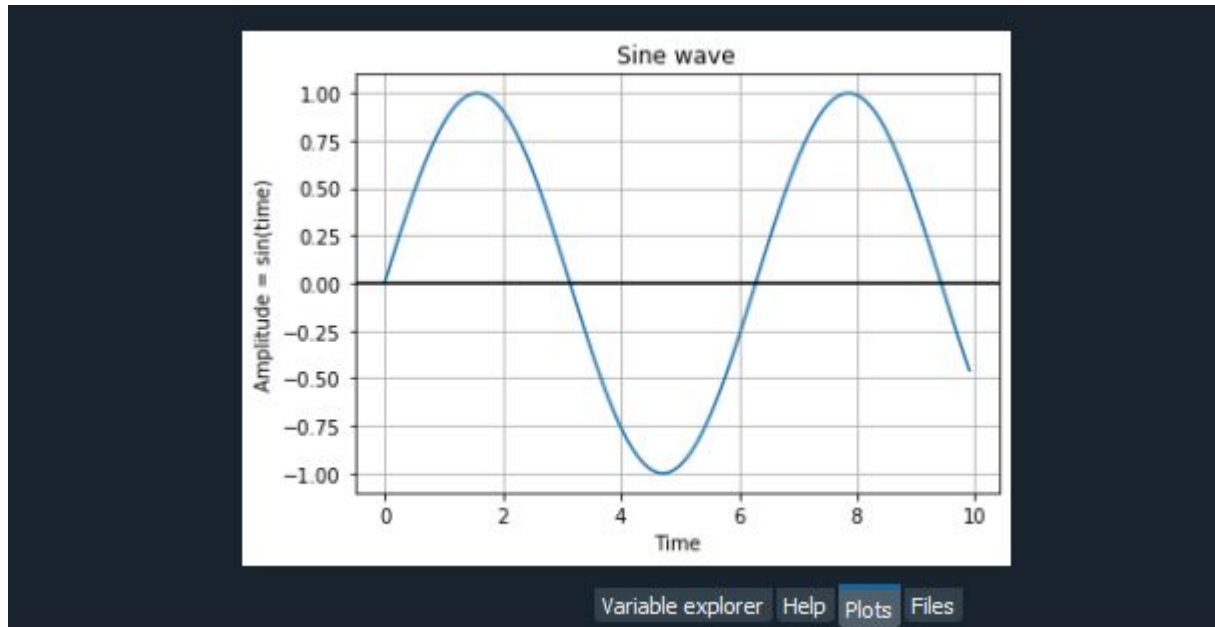 Sine wave
1.00
0.75
0.50
0.25
0.00
−0.25
−0.50
−0.75
−1.00
Amplitude = sin(time)
0 2 4 6 8 10
Time
Variable explorer Help Plots Files